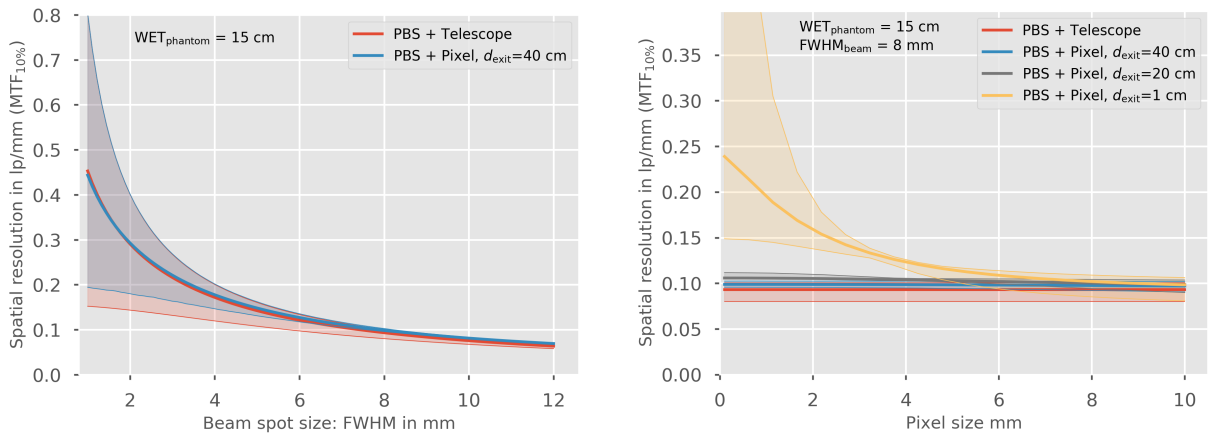 Spatial resolution in lp/mm (MTF10%)
0.8
0.7
0.6
0.5
0.4
0.3
0.2
0.1
0.0
WETphantom = 15 cm
PBS + Telescope
PBS + Pixel, dexit=40 cm
2 4 6 8 10 12
Beam spot size: FWHM in mm
Spatial resolution in lp/mm (MTF10%)
0.35
0.30
0.25
0.20
0.15
0.10
0.05
0.00
WETphantom = 15 cm
FWHMbeam = 8 mm
PBS + Telescope
PBS + Pixel, dexit=40 cm
PBS + Pixel, dexit=20 cm
PBS + Pixel, dexit=1 cm
0 2 4 6 8 10
Pixel size mm